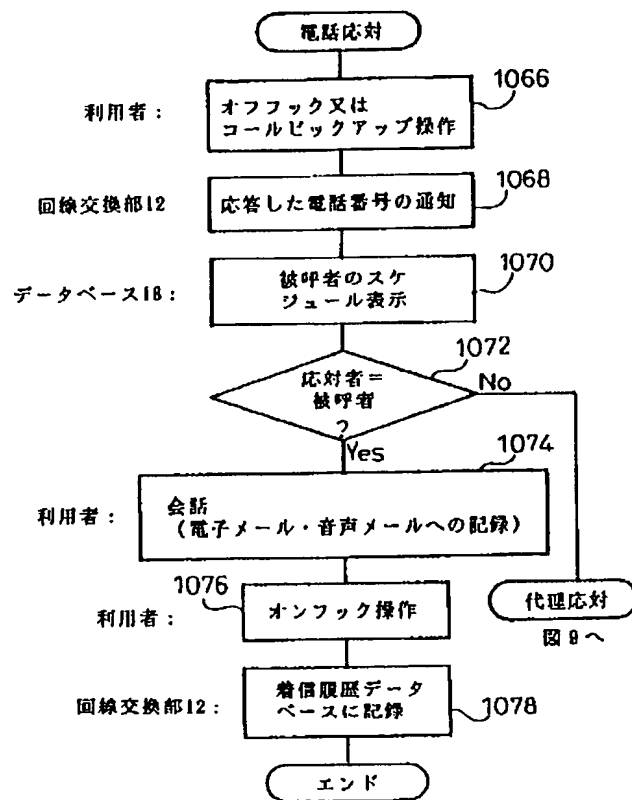 電話応対
1066
利用者:
オフフック又は
コールピックアップ操作
1068
回線交換部12
応答した電話番号の通知
1070
データベース18:
被呼者のスケ
ジュール表示
1072
応対者=
被呼者
?
No
Yes
1074
利用者:
会話
(電子メール・音声メールへの記録)
1076
利用者:
オンフック操作
代理応対
図9へ
回線交換部12:
着信履歴データ
ベースに記録
1078
エンド